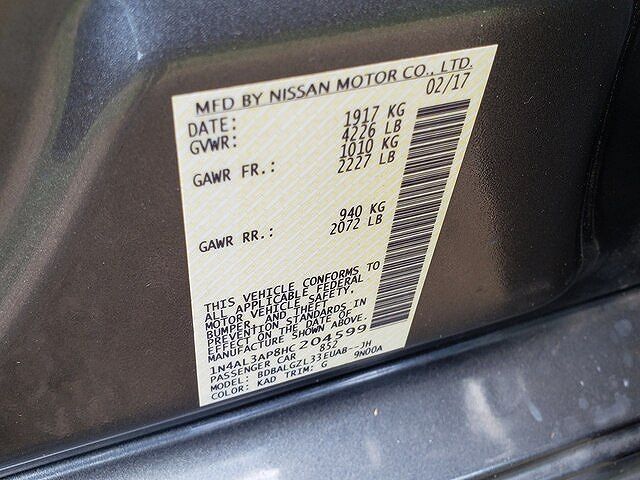 MFD BY NISSAN MOTOR CO., LTD.
DATE: 02/17
GVWR: 1917 KG
4226 LB
GAWR FR.: 1010 KG
2227 LB
GAWR RR.: 940 KG
2072 LB
THIS VEHICLE CONFORMS TO
ALL APPLICABLE FEDERAL
MOTOR VEHICLE SAFETY,
BUMPER, AND THEFT
PREVENTION STANDARDS IN
EFFECT ON THE DATE OF
MANUFACTURE SHOWN ABOVE.
1N4AL3AP8HC204599
PASSENGER CAR 852
MODEL: BDBALGZL33EUAB--JH
COLOR: KAD TRIM: G 9N00A